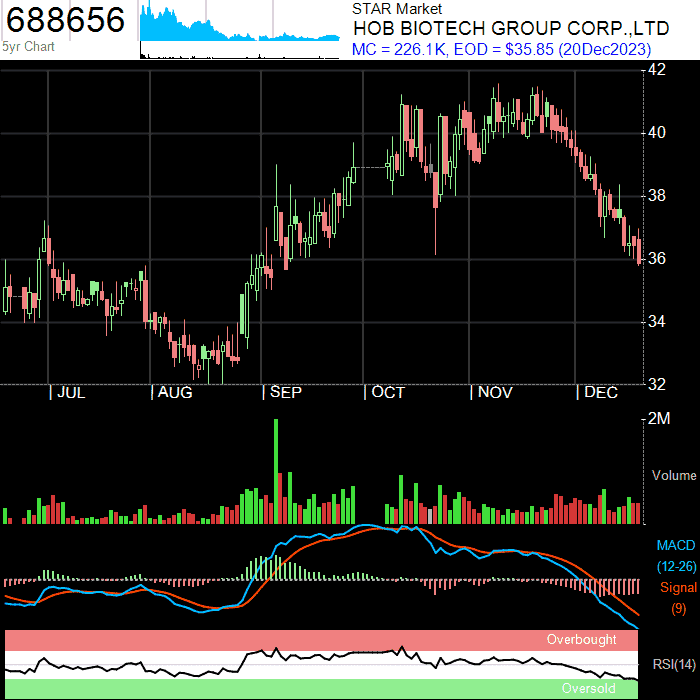 688656
5yr Chart
STAR Market
HOB BIOTECH GROUP CORP.,LTD
MC = 226.1K, EOD = $35.85 (20Dec2023)
42
40
38
36
34
32
| JUL | AUG | SEP | OCT | NOV | DEC
2M
Volume
MACD
(12-26)
Signal
(9)
Overbought
RSI(14)
Oversold